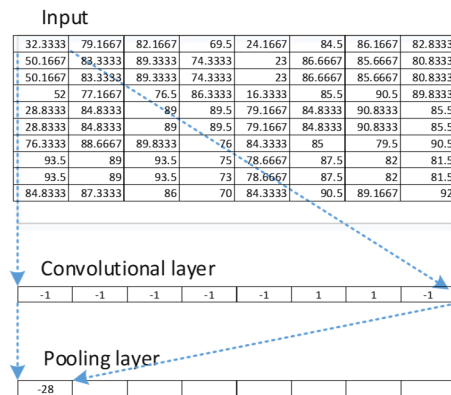 Input
32.3333 79.1667 82.1667 69.5 24.1667 84.5 86.1667 82.8333
50.1667 83.3333 89.3333 74.3333 23 86.6667 85.6667 80.8333
50.1667 83.3333 89.3333 74.3333 23 86.6667 85.6667 80.8333
52 77.1667 76.5 86.3333 16.3333 85.5 90.5 89.8333
28.8333 84.8333 89 89.5 79.1667 84.8333 90.8333 85.5
28.8333 84.8333 89 89.5 79.1667 84.8333 90.8333 85.5
76.3333 88.6667 89.8333 76 84.3333 85 79.5 90.5
93.5 89 93.5 75 78.6667 87.5 82 81.5
93.5 89 93.5 73 78.6667 87.5 82 81.5
84.8333 87.3333 86 70 84.3333 90.5 89.1667 92
Convolutional layer
-1 -1 -1 -1 -1 1 1 -1
Pooling layer
-28